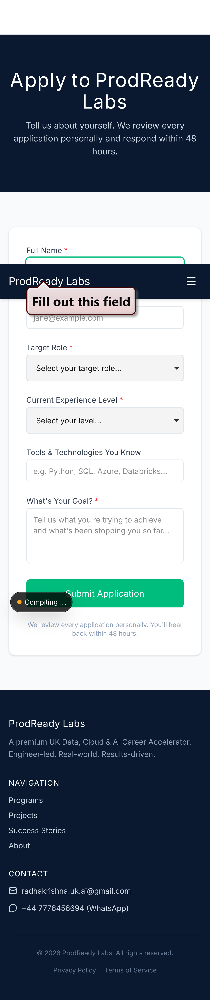 Apply to ProdReady
Labs
Tell us about yourself. We review every
application personally and respond within 48
hours.
Full Name *
ProdReady Labs
Fill out this field
jane@example.com
Target Role *
Select your target role...
Current Experience Level *
Select your level...
Tools & Technologies You Know
e.g. Python, SQL, Azure, Databricks...
What's Your Goal? *
Tell us what you're trying to achieve
and what's been stopping you so far...
Submit Application
Compiling ...
We review every application personally. You'll hear
back within 48 hours.
ProdReady Labs
A premium UK Data, Cloud & AI Career Accelerator.
Engineer-led. Real-world. Results-driven.
NAVIGATION
Programs
Projects
Success Stories
About
CONTACT
radhakrishna.uk.ai@gmail.com
+44 7776456694 (WhatsApp)
© 2026 ProdReady Labs. All rights reserved.
Privacy Policy Terms of Service